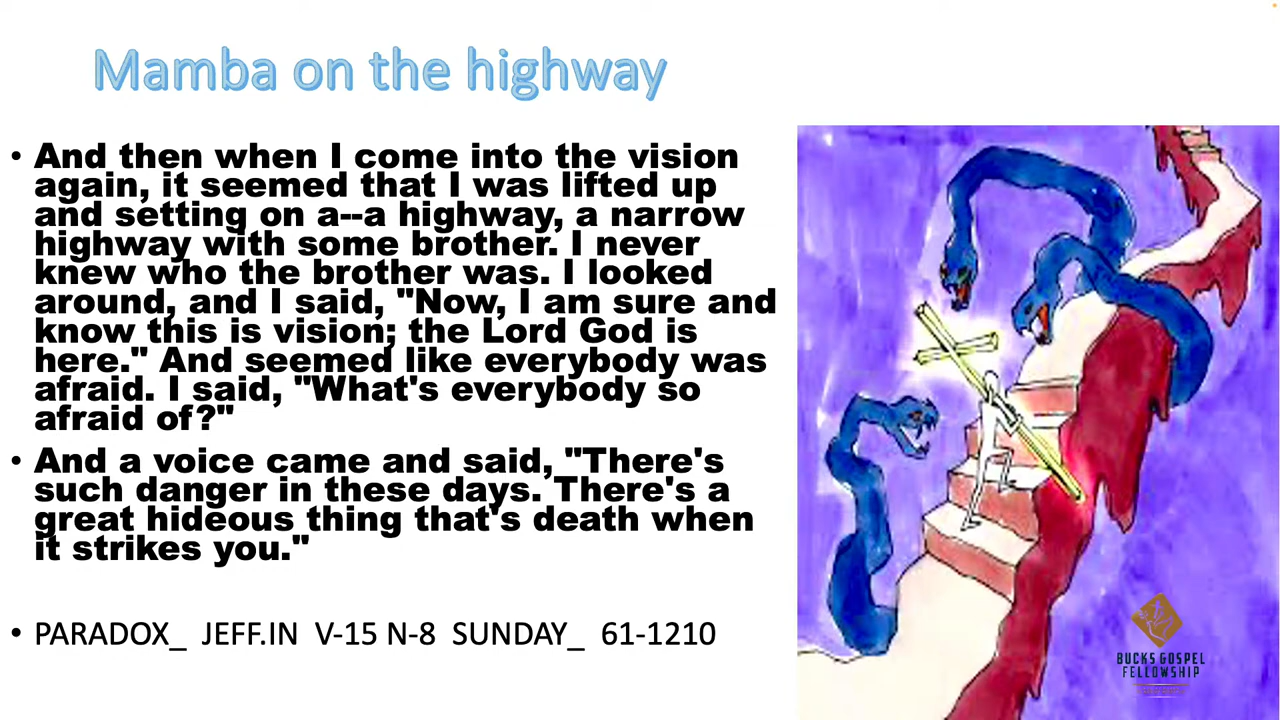 Mamba on the highway
• And then when I come into the vision
again, it seemed that I was lifted up
and setting on a--a highway, a narrow
highway with some brother. I never
knew who the brother was. I looked
around, and I said, "Now, I am sure and
know this is vision; the Lord God is
here." And seemed like everybody was
afraid. I said, "What's everybody so
afraid of?"
• And a voice came and said, "There's
such danger in these days. There's a
great hideous thing that's death when
it strikes you."
• PARADOX_ JEFF.IN V-15 N-8 SUNDAY_ 61-1210
BUCKS GOSPEL
FELLOWSHIP